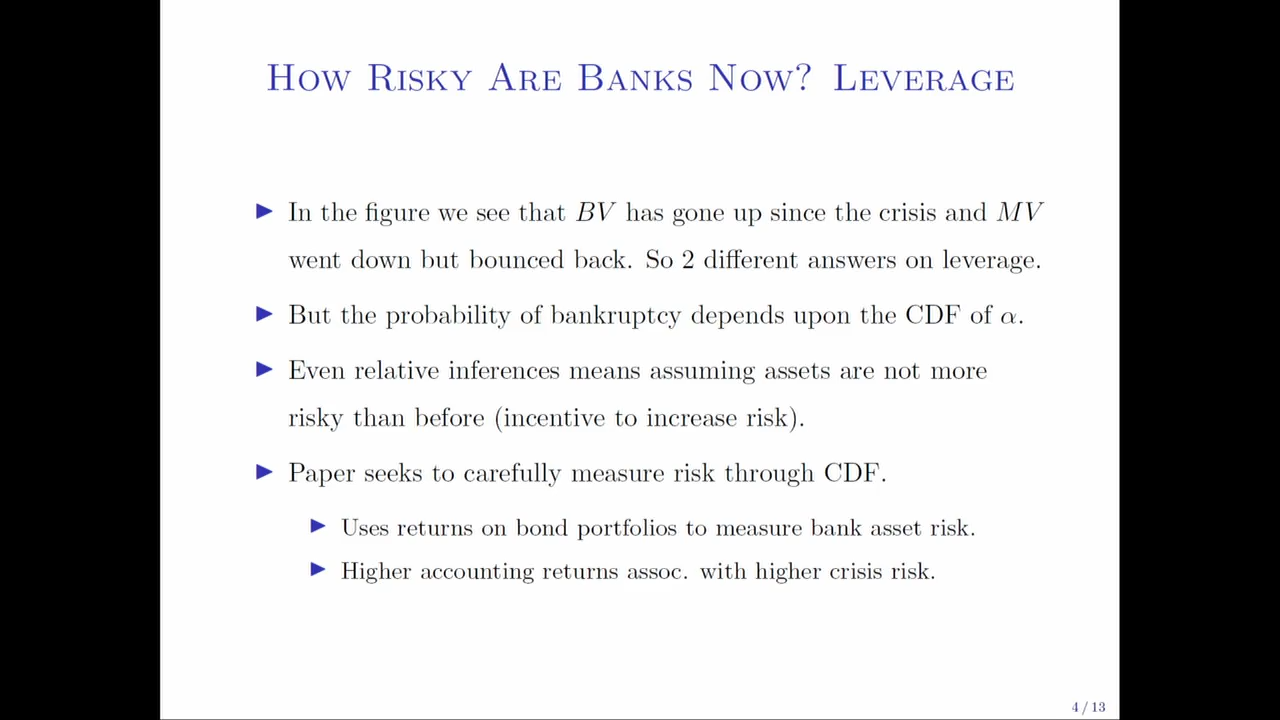 How Risky Are Banks Now? Leverage
▶ In the figure we see that BV has gone up since the crisis and MV
went down but bounced back. So 2 different answers on leverage.
▶ But the probability of bankruptcy depends upon the CDF of α.
▶ Even relative inferences means assuming assets are not more
risky than before (incentive to increase risk).
▶ Paper seeks to carefully measure risk through CDF.
▶ Uses returns on bond portfolios to measure bank asset risk.
▶ Higher accounting returns assoc. with higher crisis risk.
4 / 13